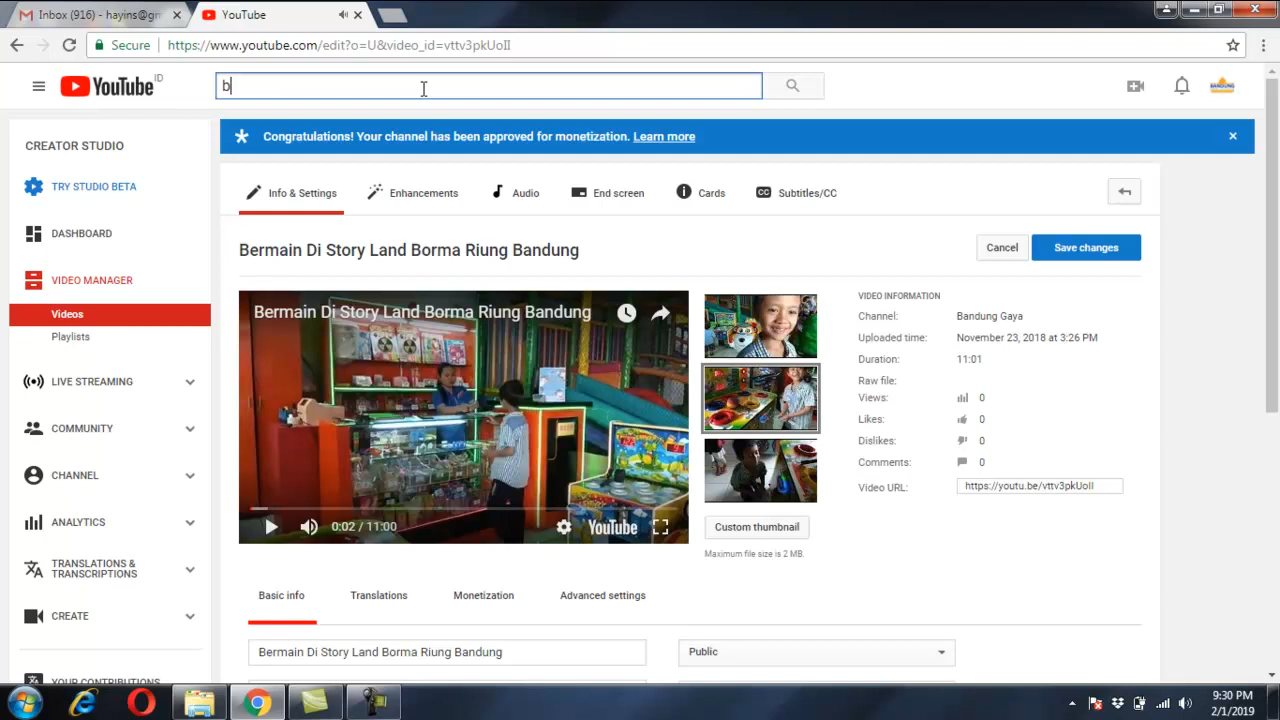 Inbox (916) - hayins@gm
YouTube
Secure
https://www.youtube.com/edit?o=U&video_id=vttv3pkUoII
YouTube ID
b
BANDUNG
CREATOR STUDIO
Congratulations! Your channel has been approved for monetization. Learn more
TRY STUDIO BETA
Info & Settings
Enhancements
Audio
End screen
Cards
CC Subtitles/CC
DASHBOARD
Bermain Di Story Land Borma Riung Bandung
Cancel
Save changes
VIDEO MANAGER
Videos
Playlists
Bermain Di Story Land Borma Riung Bandung
0:02 / 11:00
YouTube
VIDEO INFORMATION
Channel: Bandung Gaya
Uploaded time: November 23, 2018 at 3:26 PM
Duration: 11:01
Raw file:
Views: 0
Likes: 0
Dislikes: 0
Comments: 0
Video URL: https://youtu.be/vttv3pkUoII
Custom thumbnail
Maximum file size is 2 MB.
LIVE STREAMING
COMMUNITY
CHANNEL
ANALYTICS
TRANSLATIONS &
TRANSCRIPTIONS
CREATE
YOUR CONTRIBUTIONS
Basic info
Translations
Monetization
Advanced settings
Bermain Di Story Land Borma Riung Bandung
Public
9:30 PM
2/1/2019